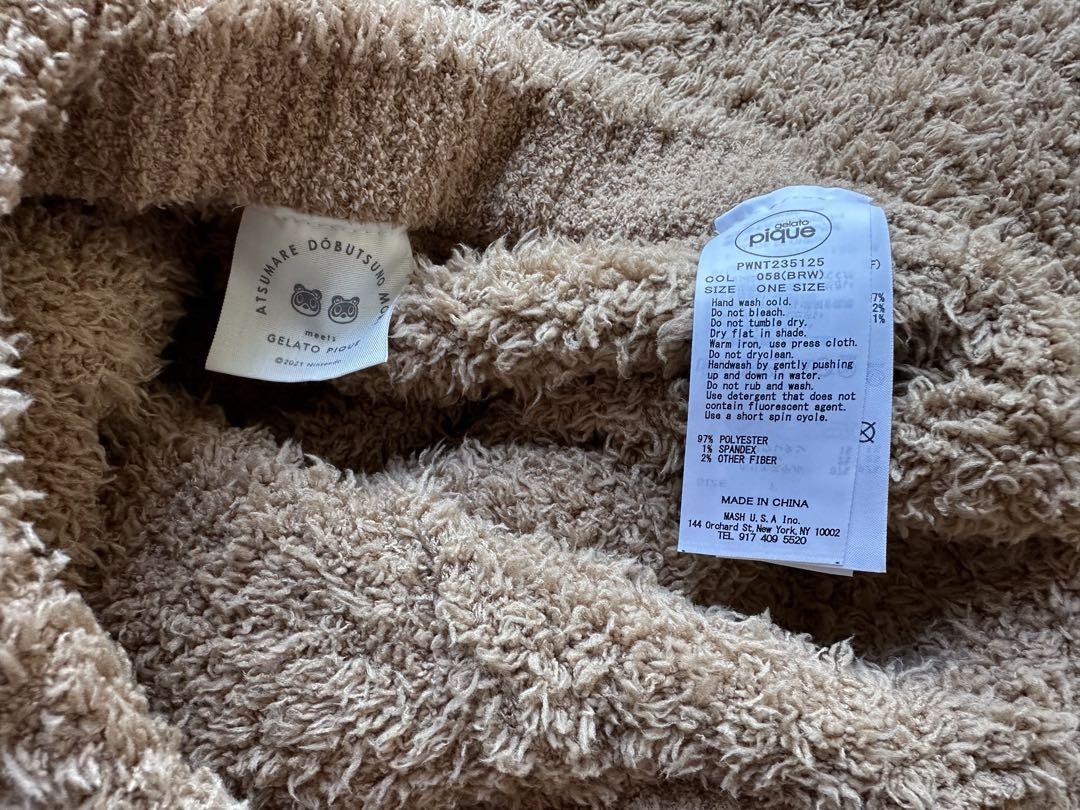 ATSUMARE DŌBUTSUNO
meets
GELATO PIQUE
©2021 Nintendo
gelato
pique
PWNT235125
COL 058(BRW)
SIZE ONE SIZE
Hand wash cold.
Do not bleach.
Do not tumble dry.
Dry flat in shade.
Warm iron, use press cloth.
Do not dryclean.
Handwash by gently pushing
up and down in water.
Do not rub and wash.
Use detergent that does not
contain fluorescent agent.
Use a short spin cycle.
97% POLYESTER
1% SPANDEX
2% OTHER FIBER
MADE IN CHINA
MASH U.S.A Inc.
144 Orchard St, New York, NY 10002
TEL 917 409 5520
F)
7%
2%
1%